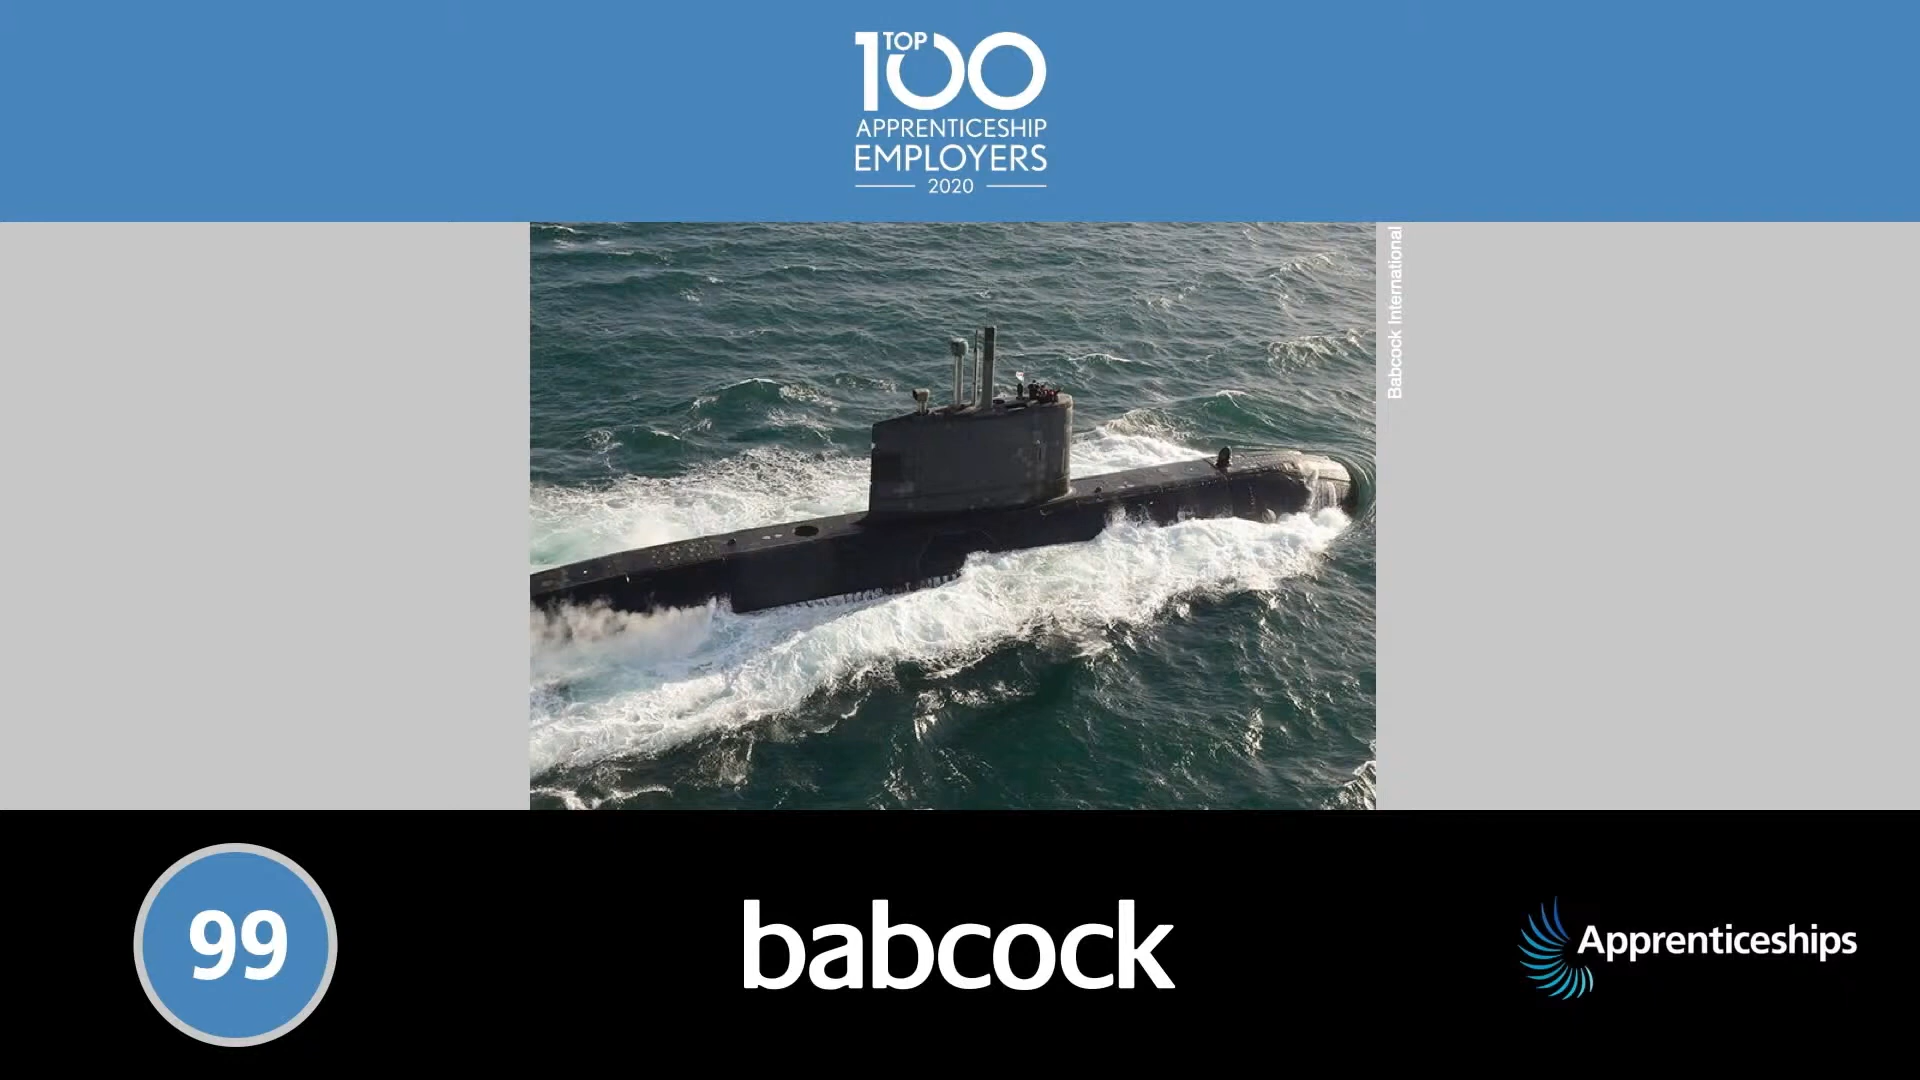 TOP
100
APPRENTICESHIP
EMPLOYERS
2020
Babcock International
99
babcock
Apprenticeships